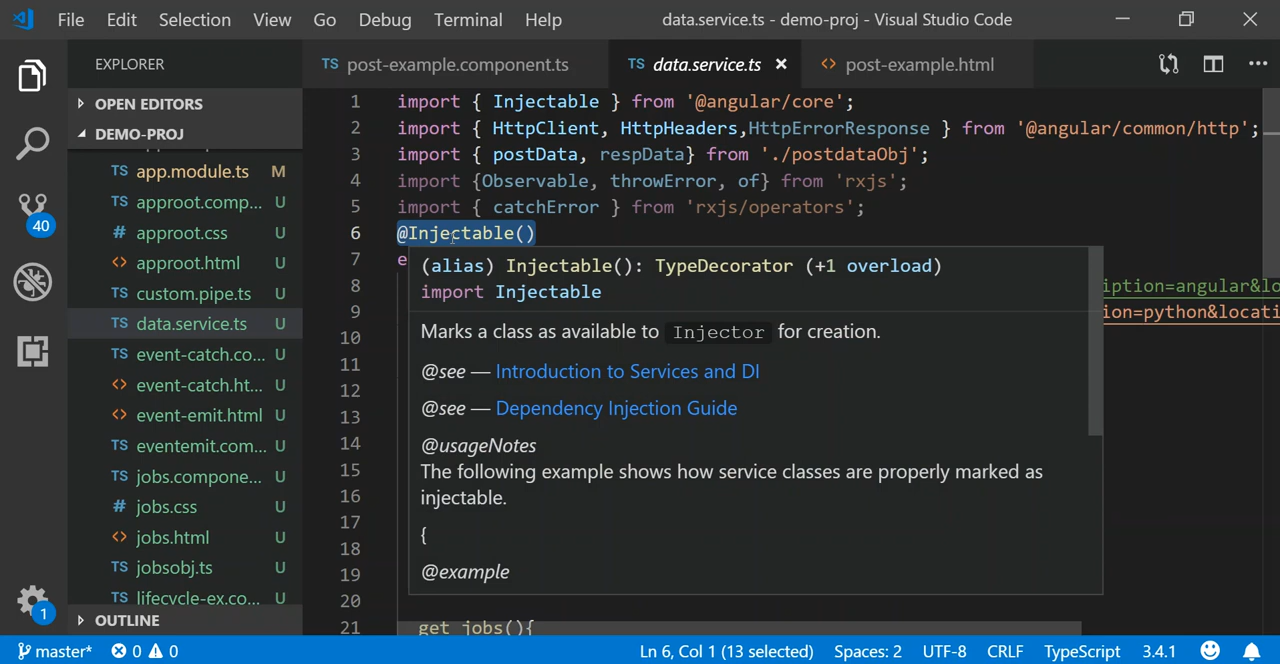 File Edit Selection View Go Debug Terminal Help data.service.ts - demo-proj - Visual Studio Code
EXPLORER
TS post-example.component.ts TS data.service.ts <> post-example.html
OPEN EDITORS
DEMO-PROJ
TS app.module.ts M
TS approot.comp... U
# approot.css U
<> approot.html U
TS custom.pipe.ts U
TS data.service.ts U
TS event-catch.co... U
<> event-catch.ht... U
<> event-emit.html U
TS eventemit.com... U
TS jobs.compone... U
# jobs.css U
<> jobs.html U
TS jobsobj.ts U
TS lifecycle-ex.co... U
OUTLINE
40
1
1 import { Injectable } from '@angular/core';
2 import { HttpClient, HttpHeaders,HttpErrorResponse } from '@angular/common/http';
3 import { postData, respData} from './postdataObj';
4 import {Observable, throwError, of} from 'rxjs';
5 import { catchError } from 'rxjs/operators';
6 @Injectable()
7 e
8 iption=angular&lo
9 ion=python&locati
10
11
12
13
14
15
16
17
18
19
20
21 get jobs(){
(alias) Injectable(): TypeDecorator (+1 overload)
import Injectable
Marks a class as available to Injector for creation.
@see — Introduction to Services and DI
@see — Dependency Injection Guide
@usageNotes
The following example shows how service classes are properly marked as
injectable.
{
@example
master* 0 0 Ln 6, Col 1 (13 selected) Spaces: 2 UTF-8 CRLF TypeScript 3.4.1